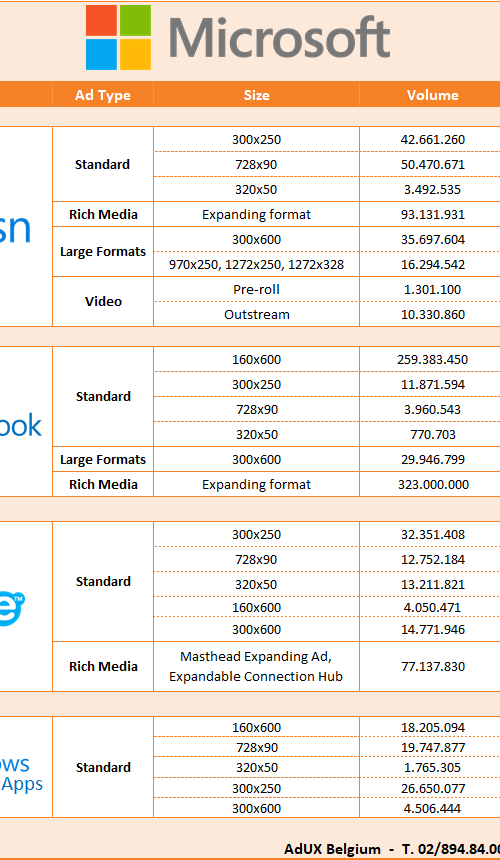 Microsoft
Ad Type Size Volume
sn
Standard
300x250 42.661.260
728x90 50.470.671
320x50 3.492.535
Rich Media Expanding format 93.131.931
Large Formats
300x600 35.697.604
970x250, 1272x250, 1272x328 16.294.542
Video
Pre-roll 1.301.100
Outstream 10.330.860
ook
Standard
160x600 259.383.450
300x250 11.871.594
728x90 3.960.543
320x50 770.703
Large Formats 300x600 29.946.799
Rich Media Expanding format 323.000.000
e™
Standard
300x250 32.351.408
728x90 12.752.184
320x50 13.211.821
160x600 4.050.471
300x600 14.771.946
Rich Media
Masthead Expanding Ad,
Expandable Connection Hub
77.137.830
ows
Apps
Standard
160x600 18.205.094
728x90 19.747.877
320x50 1.765.305
300x250 26.650.077
300x600 4.506.444
AdUX Belgium - T. 02/894.84.0